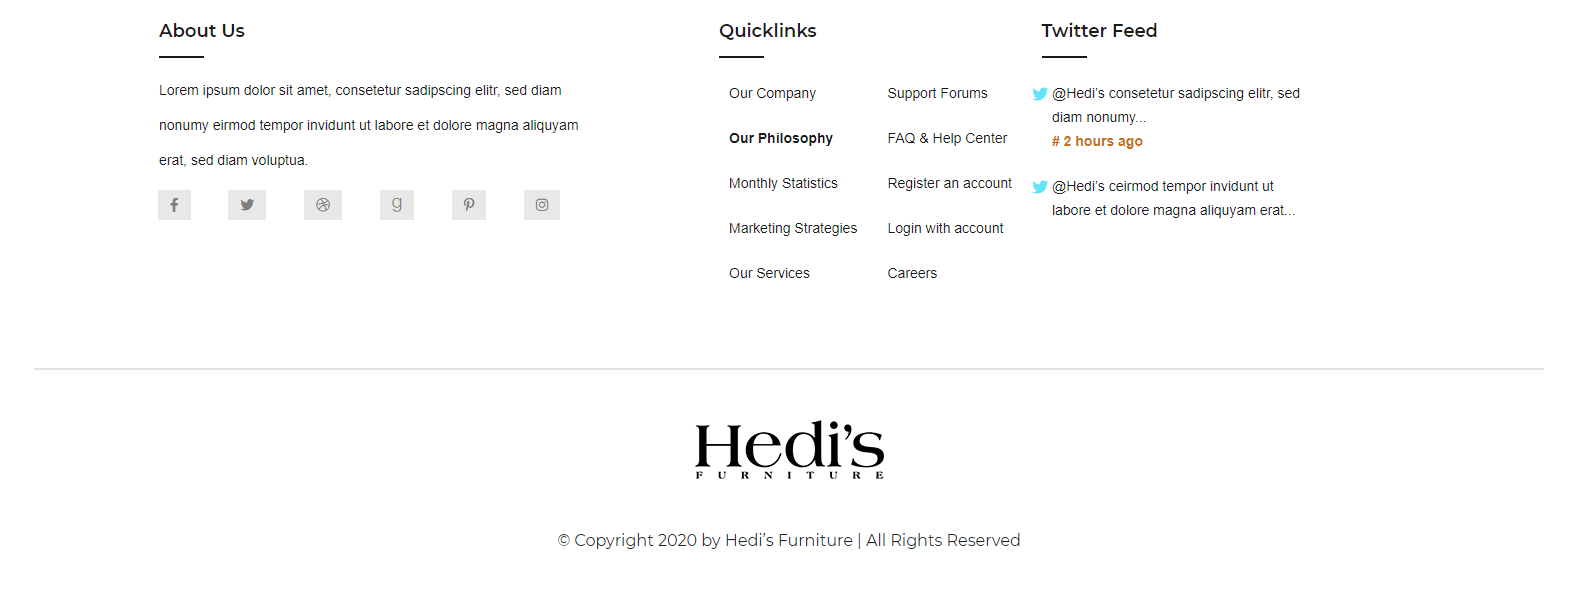 About Us
Lorem ipsum dolor sit amet, consetetur sadipscing elitr, sed diam
nonumy eirmod tempor invidunt ut labore et dolore magna aliquyam
erat, sed diam voluptua.
Quicklinks
Our Company
Our Philosophy
Monthly Statistics
Marketing Strategies
Our Services
Support Forums
FAQ & Help Center
Register an account
Login with account
Careers
Twitter Feed
@Hedi's consetetur sadipscing elitr, sed
diam nonumy...
# 2 hours ago
@Hedi's ceirmod tempor invidunt ut
labore et dolore magna aliquyam erat...
Hedi's
FURNITURE
© Copyright 2020 by Hedi's Furniture | All Rights Reserved